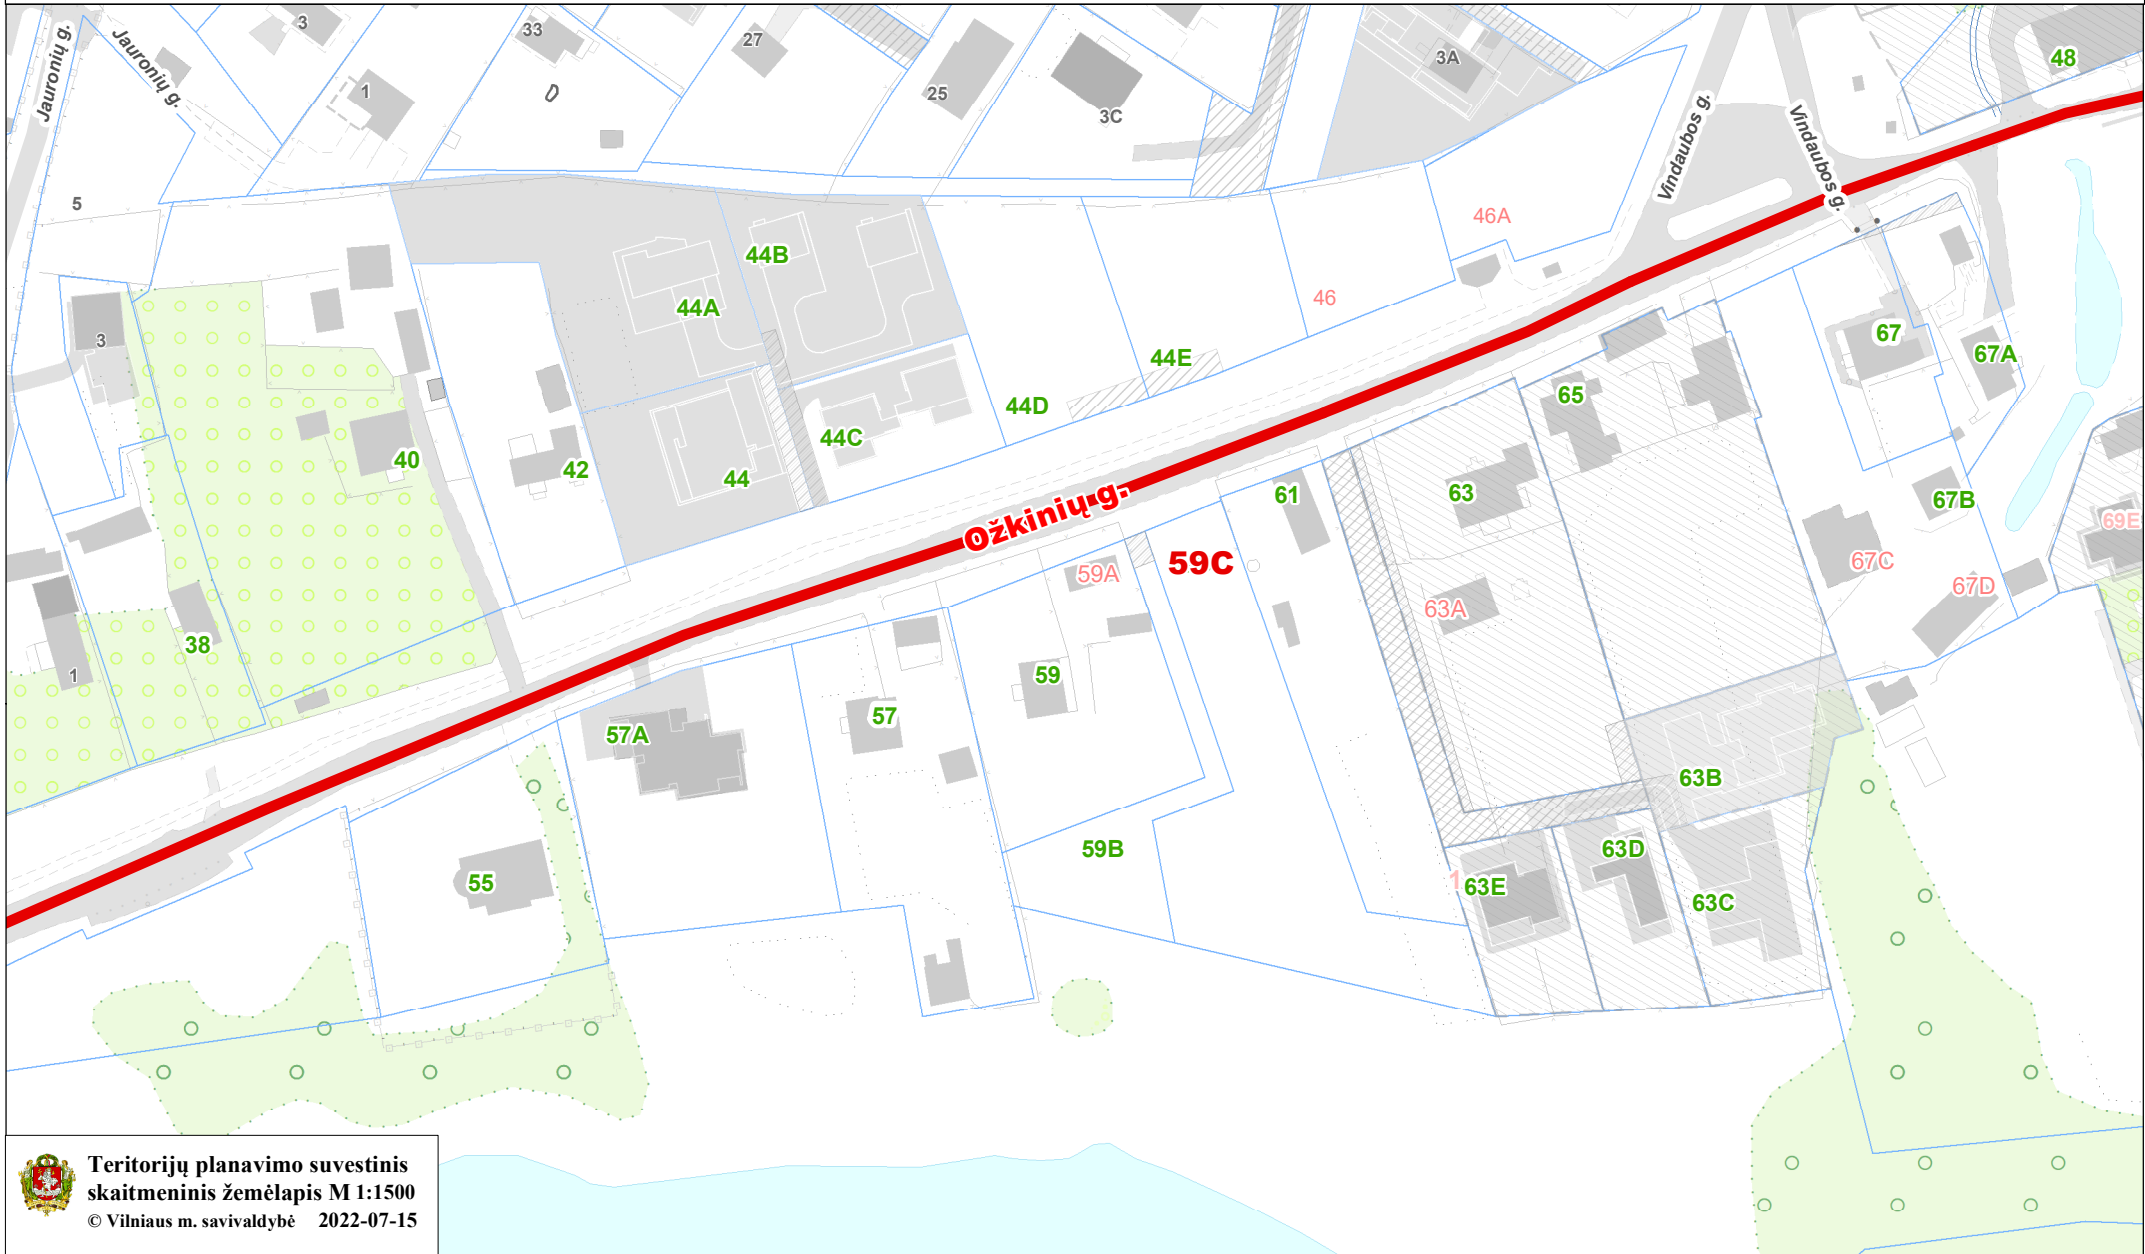 Jauronių g.
Jauronių g.
3
33
27
1
25
3C
3A
48
Vindaubos g.
Vindaubos g.
5
46A
44B
44A
46
3
44E
67
67A
44D
65
44C
40
42
44
63
61
67B
Ožkinių g.
69E
59C
59A
67C
67D
63A
38
1
59
57
57A
63B
59B
63D
55
1
63E
63C
Teritorijų planavimo suvestinis
skaitmeninis žemėlapis M 1:1500
© Vilniaus m. savivaldybė 2022-07-15